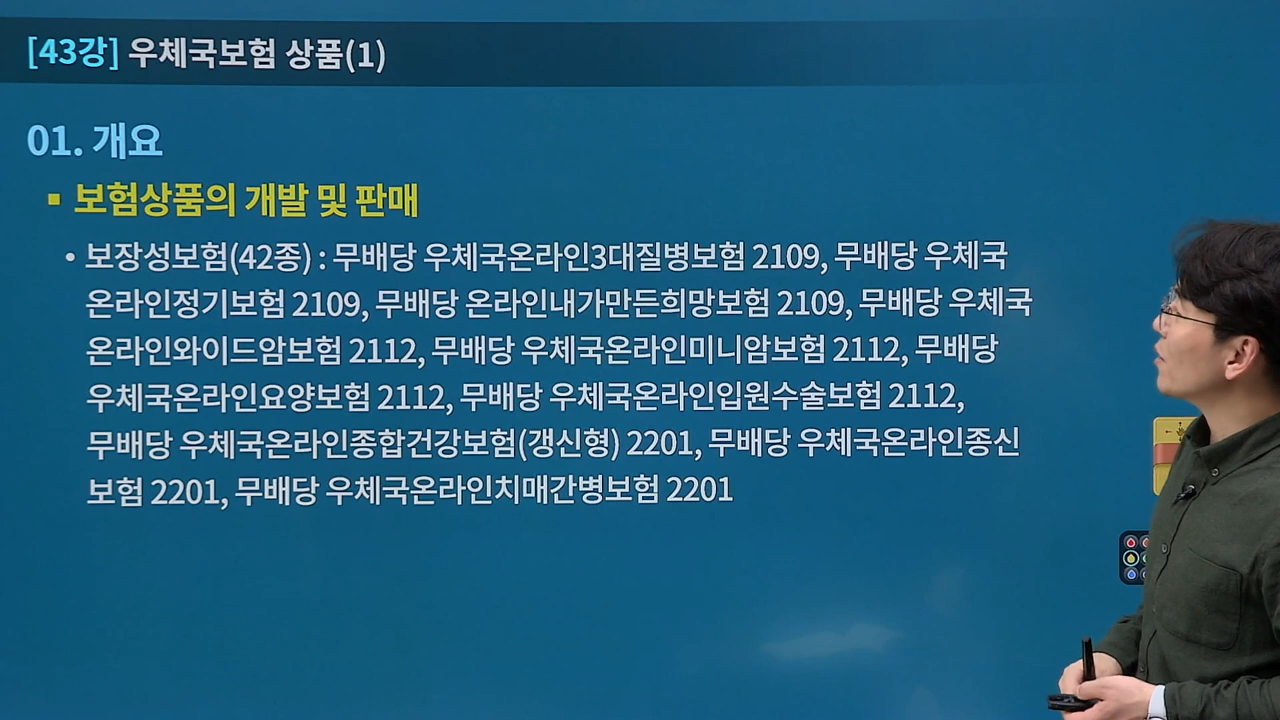 [43강] 우체국보험 상품(1)
01. 개요
▪ 보험상품의 개발 및 판매
• 보장성보험(42종) : 무배당 우체국온라인3대질병보험 2109, 무배당 우체국
온라인정기보험 2109, 무배당 온라인내가만든희망보험 2109, 무배당 우체국
온라인와이드암보험 2112, 무배당 우체국온라인미니암보험 2112, 무배당
우체국온라인요양보험 2112, 무배당 우체국온라인입원수술보험 2112,
무배당 우체국온라인종합건강보험(갱신형) 2201, 무배당 우체국온라인종신
보험 2201, 무배당 우체국온라인치매간병보험 2201